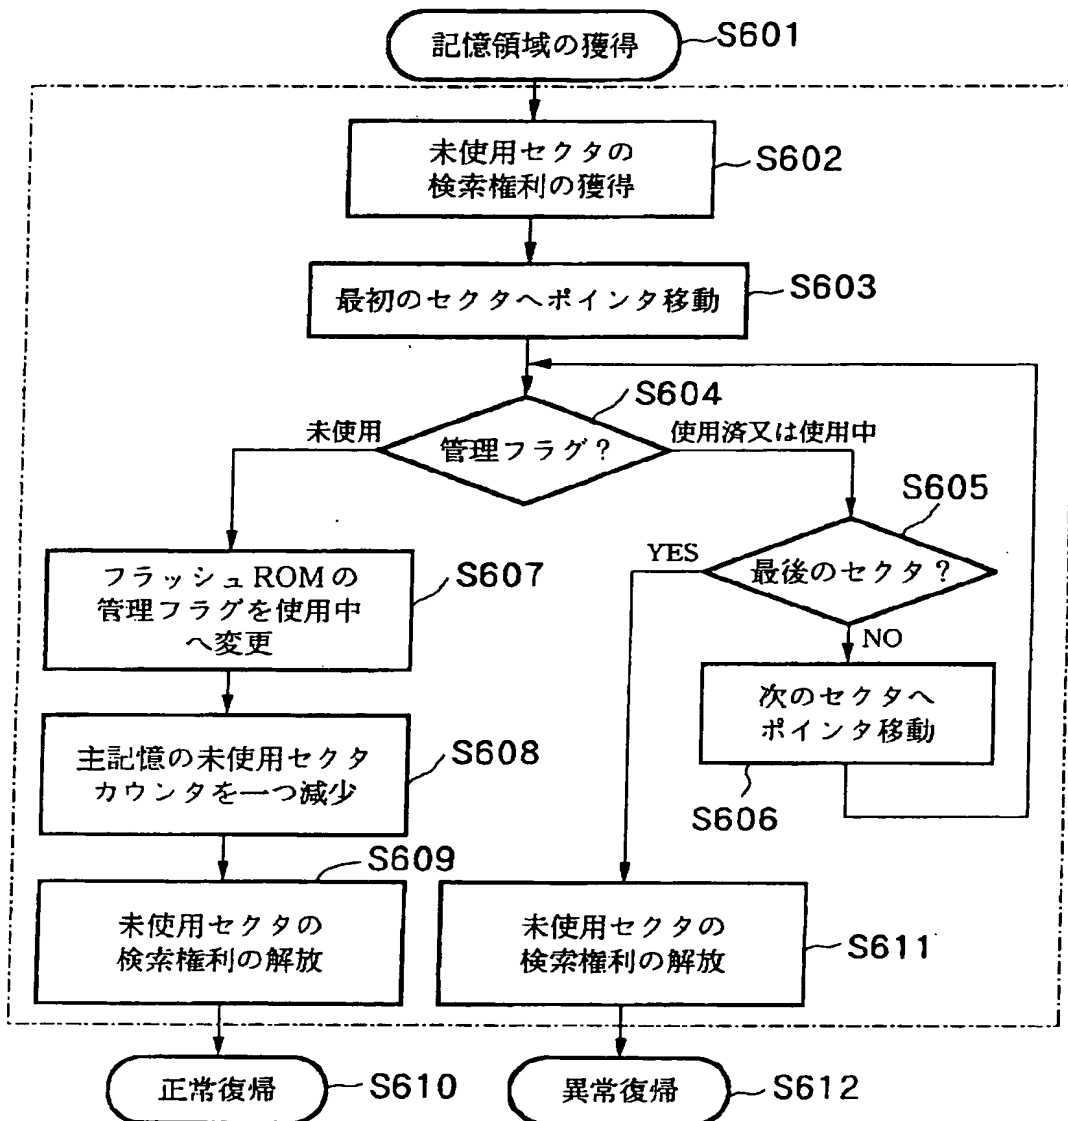 記憶領域の獲得
S601
未使用セクタの
検索権利の獲得
S602
最初のセクタへポインタ移動
S603
S604
未使用
管理フラグ?
使用済又は使用中
S605
YES
最後のセクタ?
NO
フラッシュROMの
管理フラグを使用中
へ変更
S607
次のセクタへ
ポインタ移動
S606
主記憶の未使用セクタ
カウンタを一つ減少
S608
S609
未使用セクタの
検索権利の解放
未使用セクタの
検索権利の解放
S611
正常復帰
S610
異常復帰
S612